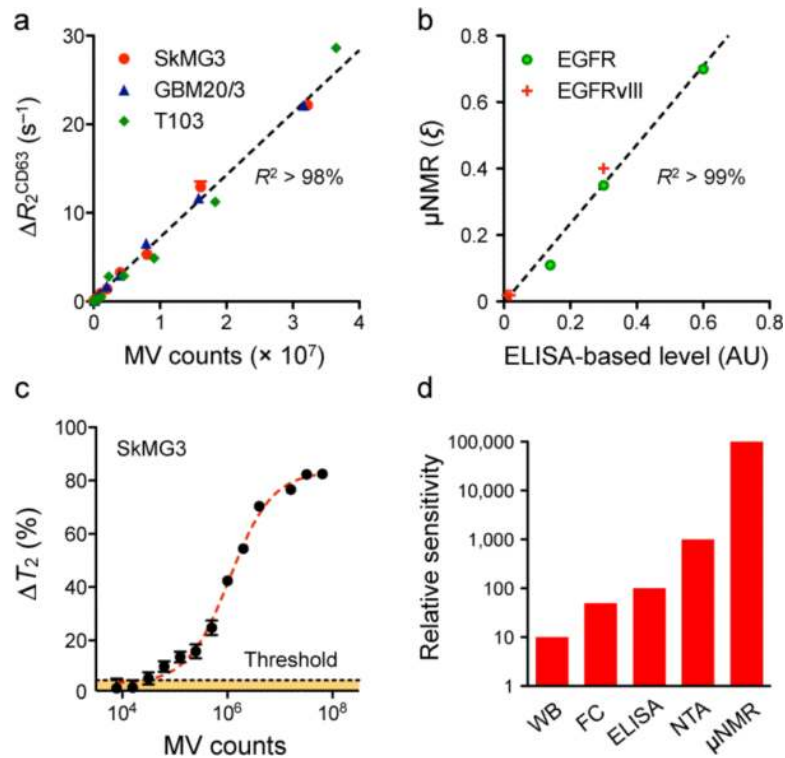 a
30
20
10
0
0
1
2
3
4
ΔR₂ᶜᴰ⁶³ (s⁻¹)
MV counts (× 10⁷)
SkMG3
GBM20/3
T103
R² > 98%
b
0.8
0.6
0.4
0.2
0
0
0.2
0.4
0.6
0.8
μNMR (ξ)
ELISA-based level (AU)
EGFR
EGFRvIII
R² > 99%
c
SkMG3
100
80
60
40
20
0
ΔT₂ (%)
Threshold
10⁴
10⁶
10⁸
MV counts
d
100,000
10,000
1,000
100
10
1
Relative sensitivity
WB
FC
ELISA
NTA
μNMR